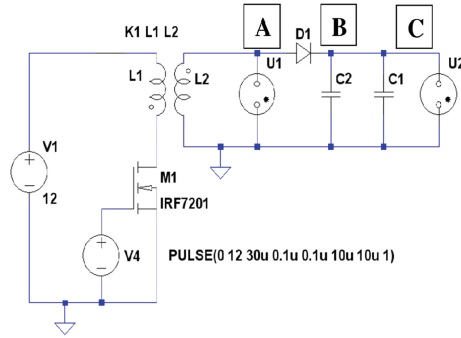 K1 L1 L2
A
D1
B
C
U1
U2
L1
L2
C2
C1
V1
12
M1
IRF7201
V4
PULSE(0 12 30u 0.1u 0.1u 10u 10u 1)